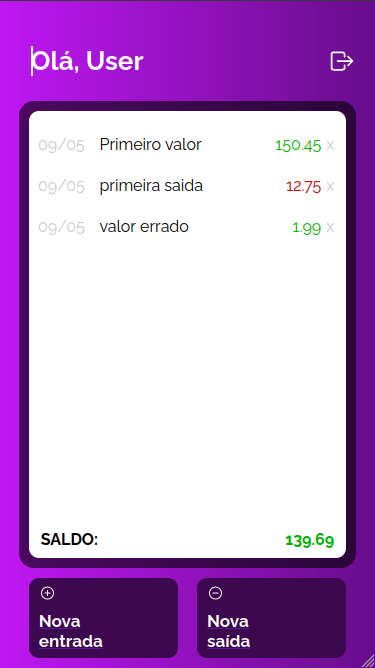 Olá, User
09/05 Primeiro valor 150.45 x
09/05 primeira saida 12.75 x
09/05 valor errado 1.99 x
SALDO: 139.69
Nova
entrada
Nova
saída